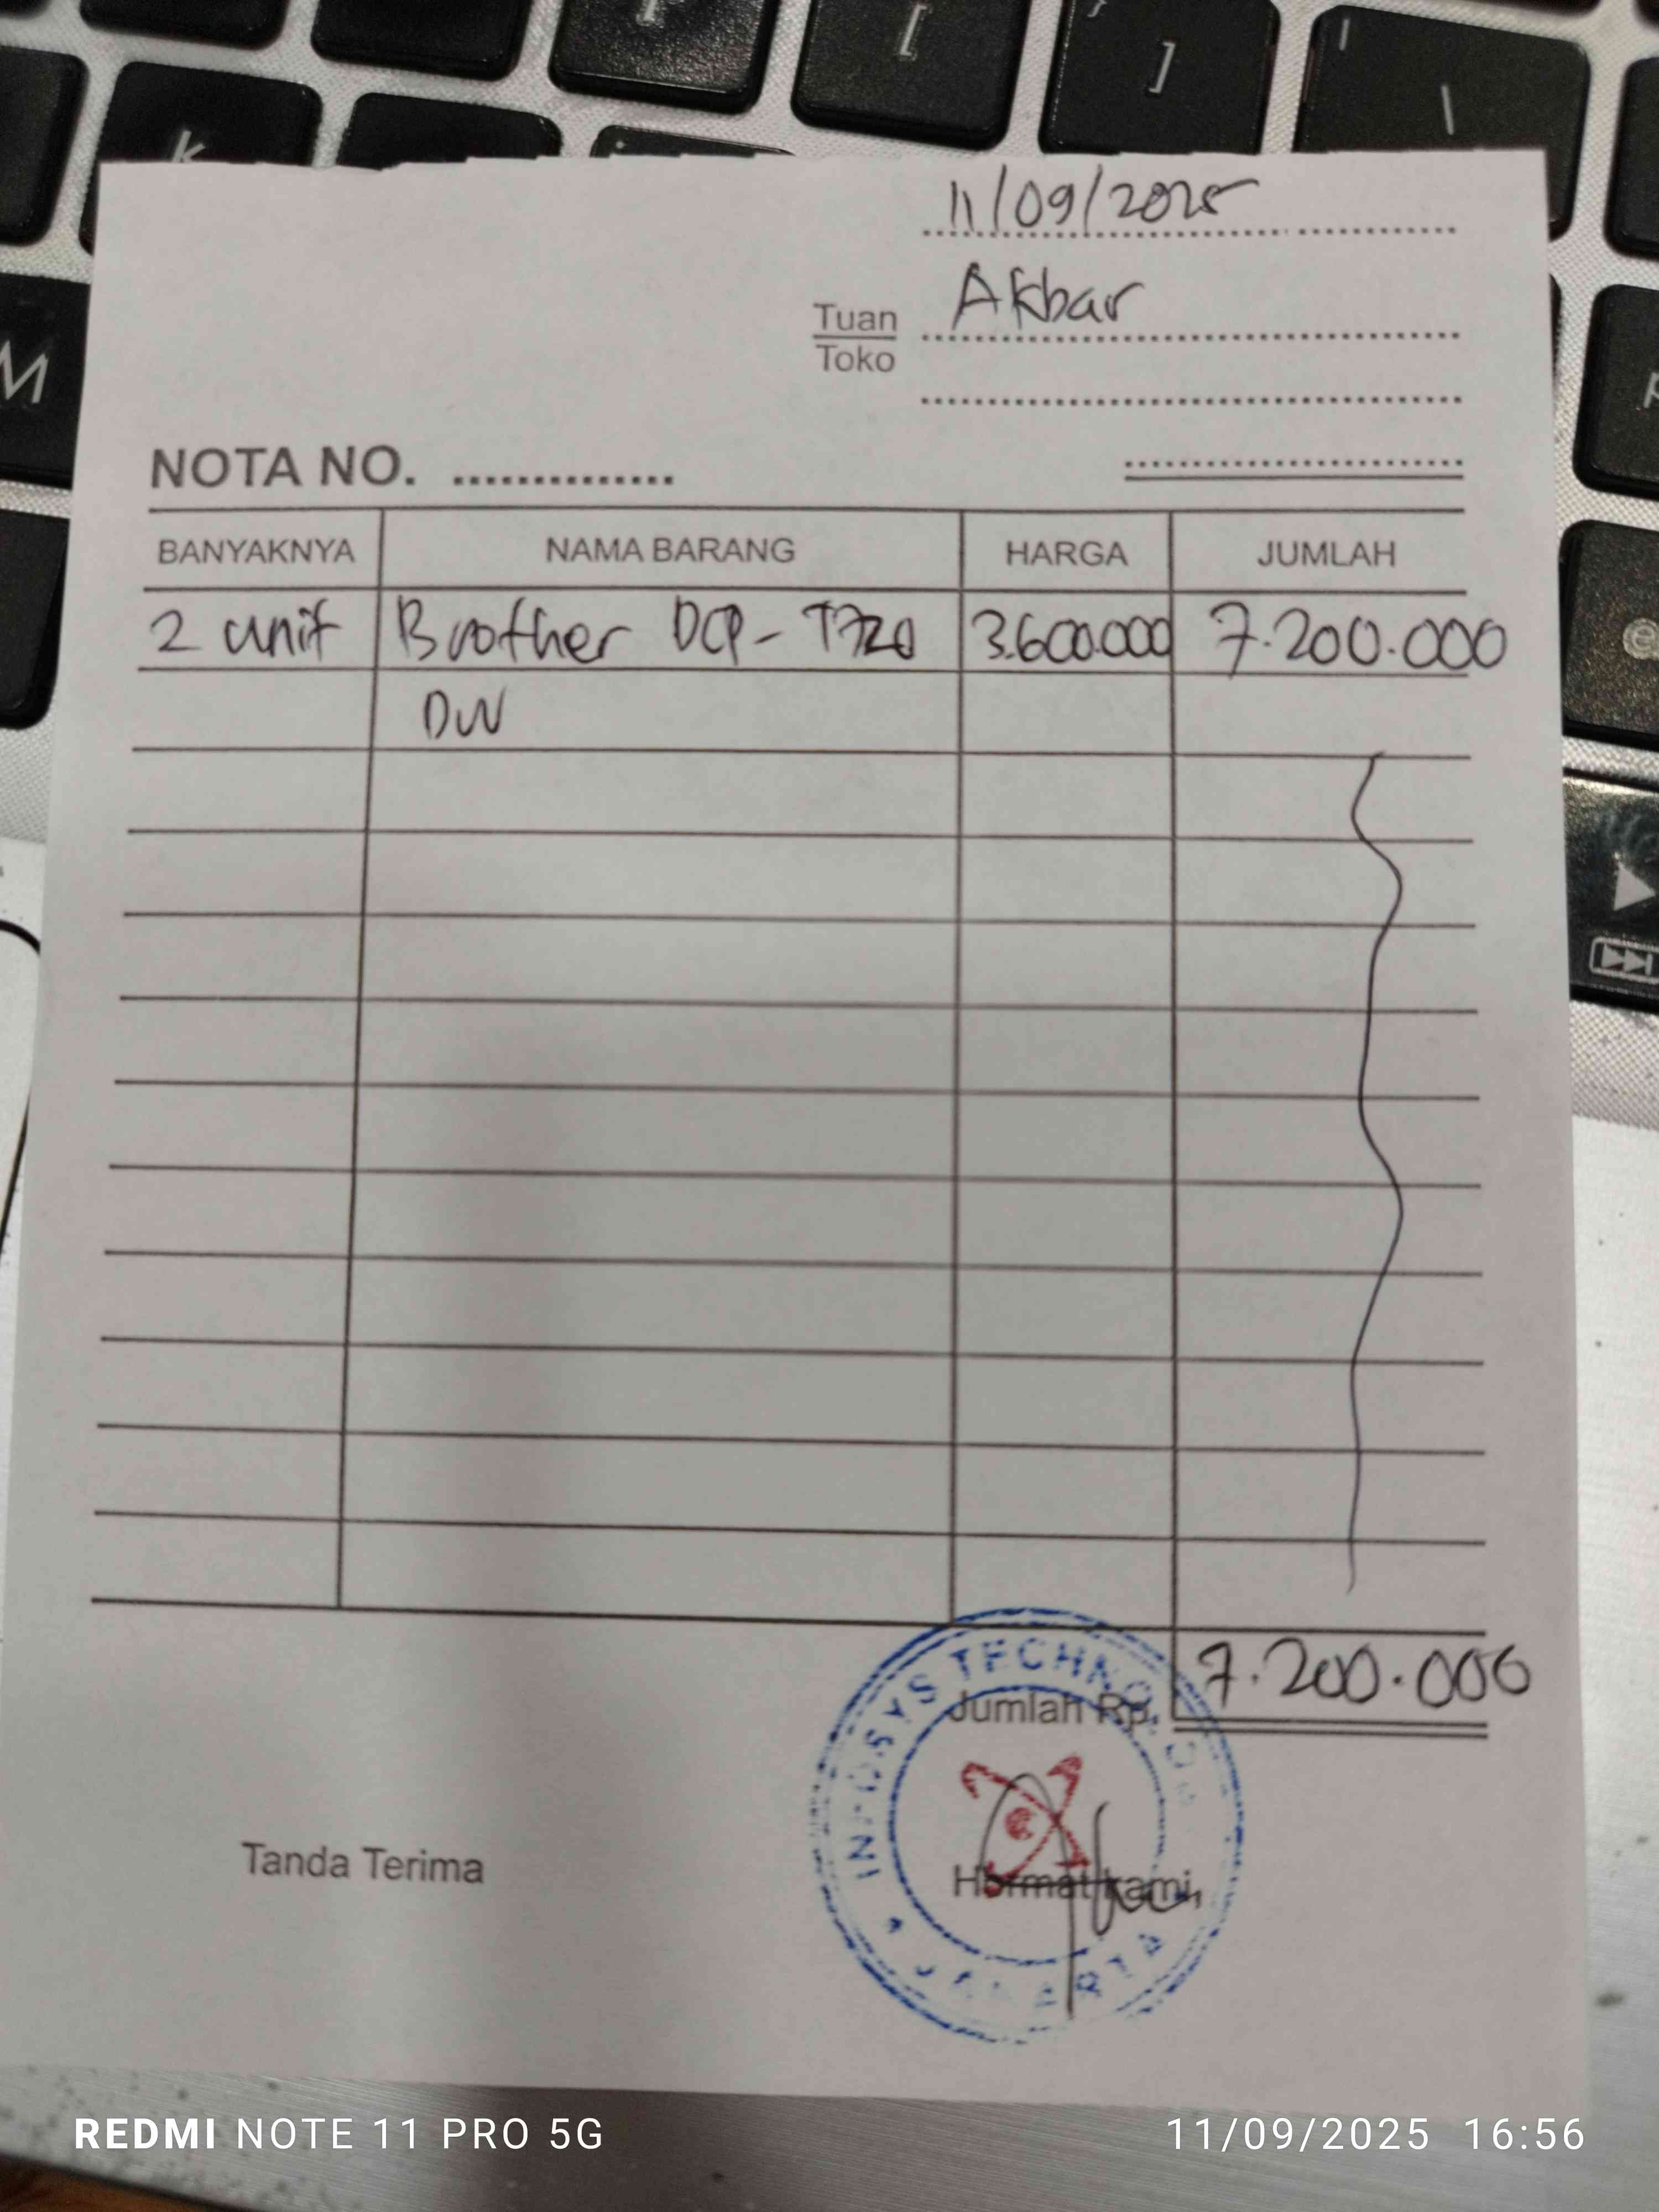 11/09/2025
Tuan Akbar
Toko
NOTA NO. ..............
BANYAKNYA NAMA BARANG HARGA JUMLAH
2 unit Brother DCP-T720 3.600.000 7.200.000
DW
Jumlah Rp. 7.200.000
INFOSYS TECHNO
Tanda Terima Hormat kami,
JAKARTA
REDMI NOTE 11 PRO 5G 11/09/2025 16:56
K
[
]
\
M
e